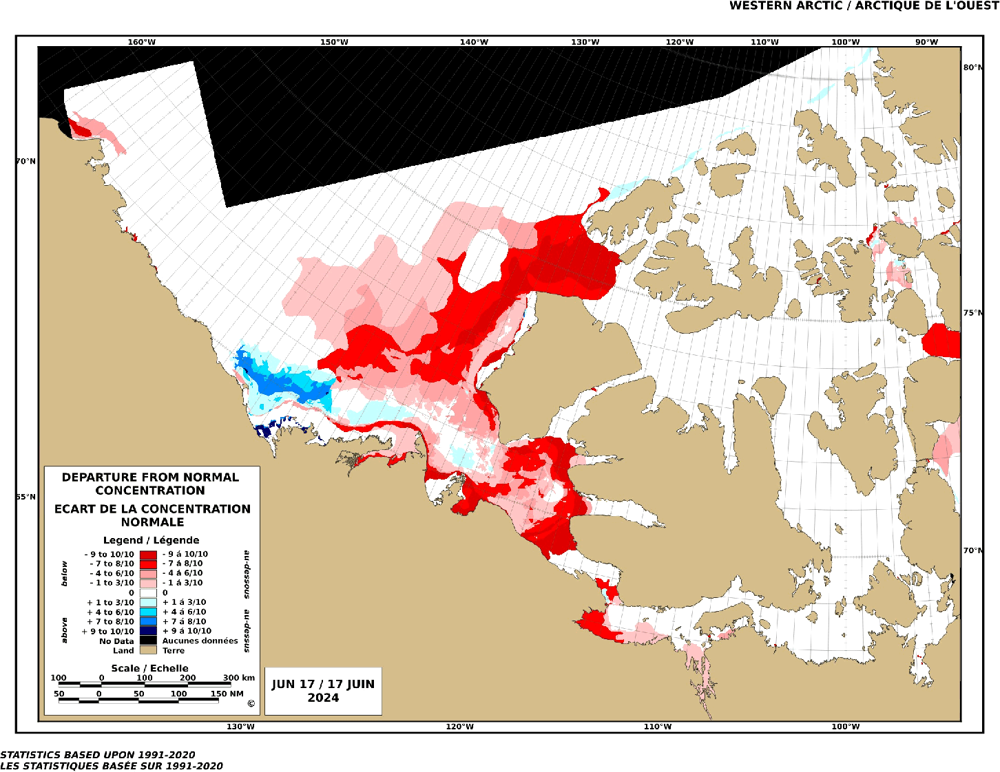 WESTERN ARCTIC / ARCTIQUE DE L'OUEST
160°W 150°W 140°W 130°W 120°W 110°W 100°W 90°W
80°N
70°N
75°N
65°N
70°N
DEPARTURE FROM NORMAL
CONCENTRATION
ECART DE LA CONCENTRATION
NORMALE
Legend / Légende
- 9 to 10/10 - 9 á 10/10
- 7 to 8/10 - 7 á 8/10
- 4 to 6/10 - 4 á 6/10
- 1 to 3/10 - 1 á 3/10
0 0
+ 1 to 3/10 + 1 á 3/10
+ 4 to 6/10 + 4 á 6/10
+ 7 to 8/10 + 7 á 8/10
+ 9 to 10/10 + 9 á 10/10
No Data Aucunes données
Land Terre
below
above
au-dessous
au-dessus
Scale / Echelle
100 0 100 200 300 km
50 0 50 100 150 NM
©
JUN 17 / 17 JUIN
2024
130°W 120°W 110°W 100°W
STATISTICS BASED UPON 1991-2020
LES STATISTIQUES BASÉE SUR 1991-2020